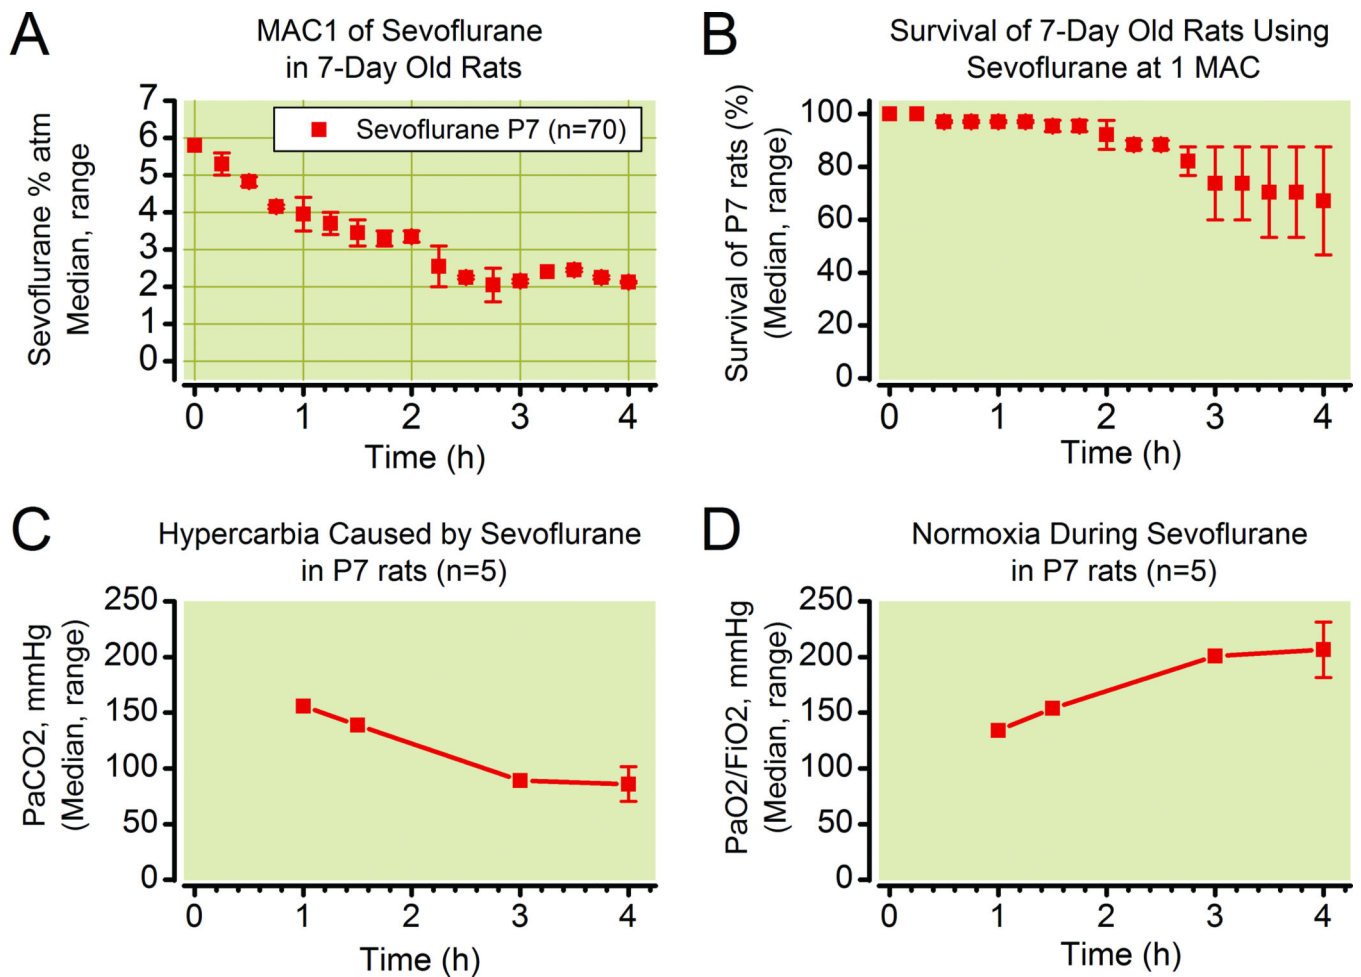 A
MAC1 of Sevoflurane
in 7-Day Old Rats
Sevoflurane % atm
Median, range
7
6
5
4
3
2
1
0
Sevoflurane P7 (n=70)
0 1 2 3 4
Time (h)
B
Survival of 7-Day Old Rats Using
Sevoflurane at 1 MAC
Survival of P7 rats (%)
(Median, range)
100
80
60
40
20
0
0 1 2 3 4
Time (h)
C
Hypercarbia Caused by Sevoflurane
in P7 rats (n=5)
PaCO2, mmHg
(Median, range)
250
200
150
100
50
0
0 1 2 3 4
Time (h)
D
Normoxia During Sevoflurane
in P7 rats (n=5)
PaO2/FiO2, mmHg
(Median, range)
250
200
150
100
50
0
0 1 2 3 4
Time (h)